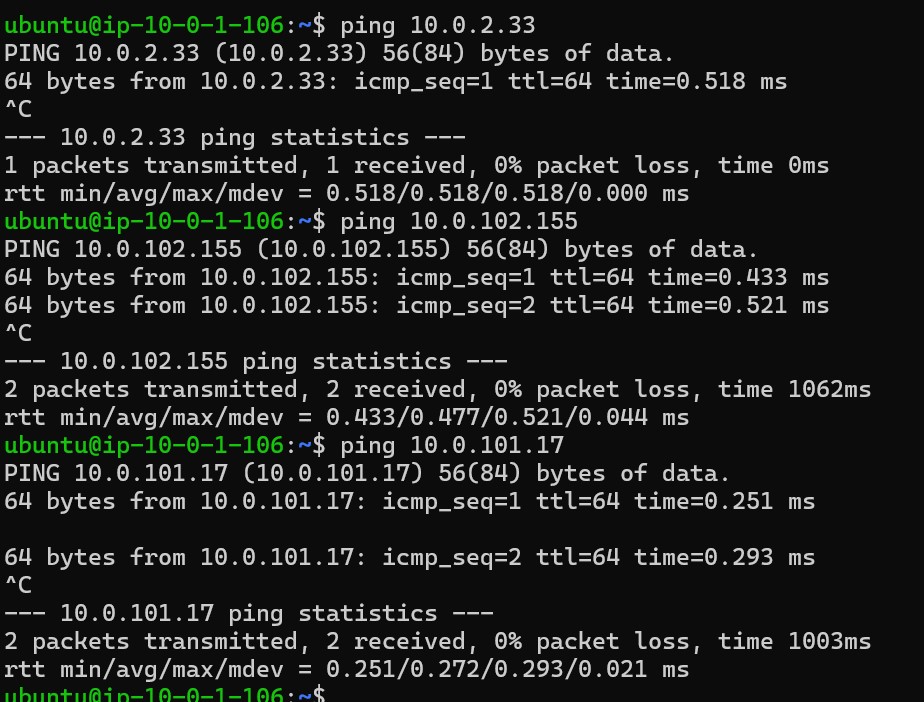 ubuntu@ip-10-0-1-106:~$ ping 10.0.2.33
PING 10.0.2.33 (10.0.2.33) 56(84) bytes of data.
64 bytes from 10.0.2.33: icmp_seq=1 ttl=64 time=0.518 ms
^C
--- 10.0.2.33 ping statistics ---
1 packets transmitted, 1 received, 0% packet loss, time 0ms
rtt min/avg/max/mdev = 0.518/0.518/0.518/0.000 ms
ubuntu@ip-10-0-1-106:~$ ping 10.0.102.155
PING 10.0.102.155 (10.0.102.155) 56(84) bytes of data.
64 bytes from 10.0.102.155: icmp_seq=1 ttl=64 time=0.433 ms
64 bytes from 10.0.102.155: icmp_seq=2 ttl=64 time=0.521 ms
^C
--- 10.0.102.155 ping statistics ---
2 packets transmitted, 2 received, 0% packet loss, time 1062ms
rtt min/avg/max/mdev = 0.433/0.477/0.521/0.044 ms
ubuntu@ip-10-0-1-106:~$ ping 10.0.101.17
PING 10.0.101.17 (10.0.101.17) 56(84) bytes of data.
64 bytes from 10.0.101.17: icmp_seq=1 ttl=64 time=0.251 ms

64 bytes from 10.0.101.17: icmp_seq=2 ttl=64 time=0.293 ms
^C
--- 10.0.101.17 ping statistics ---
2 packets transmitted, 2 received, 0% packet loss, time 1003ms
rtt min/avg/max/mdev = 0.251/0.272/0.293/0.021 ms
ubuntu@ip-10-0-1-106:~$